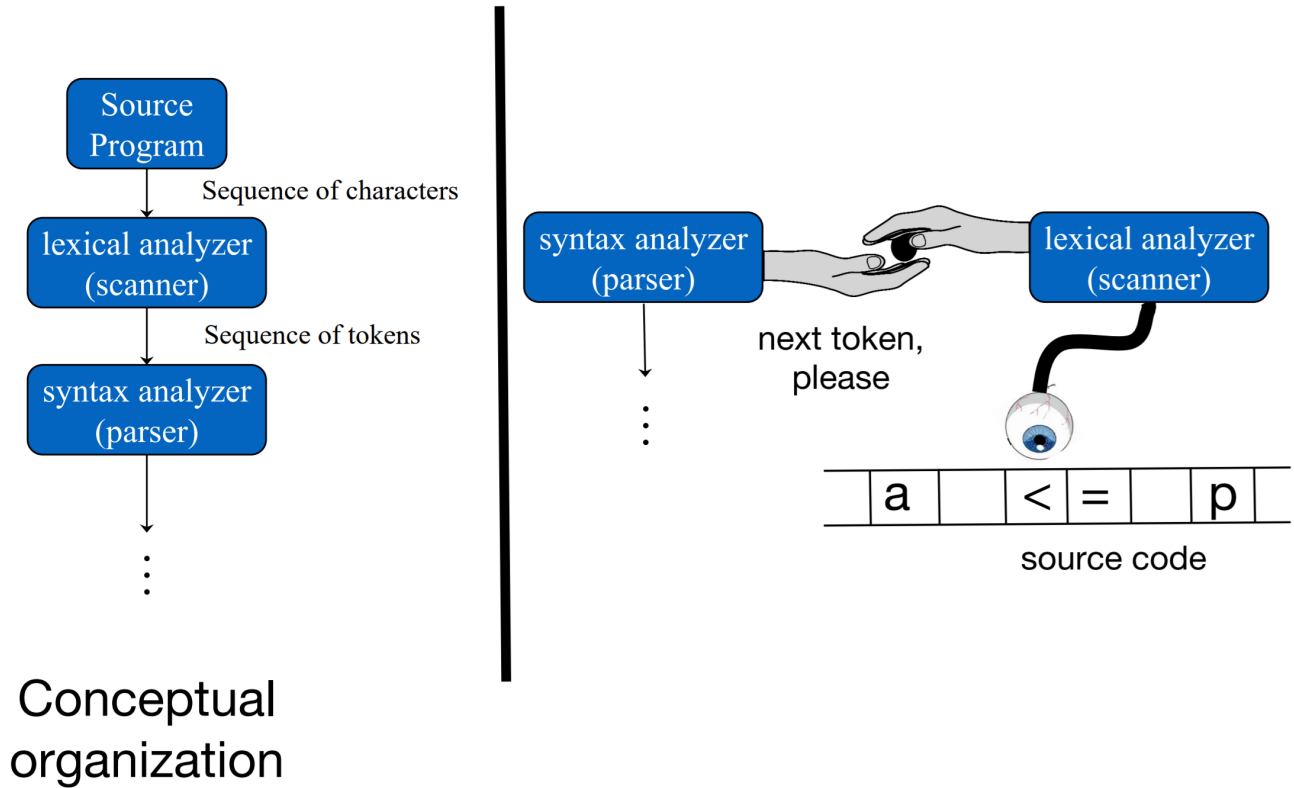 Source
Program
Sequence of characters
lexical analyzer
(scanner)
Sequence of tokens
syntax analyzer
(parser)
Conceptual
organization
syntax analyzer
(parser)
lexical analyzer
(scanner)
next token,
please
a < = p
source code